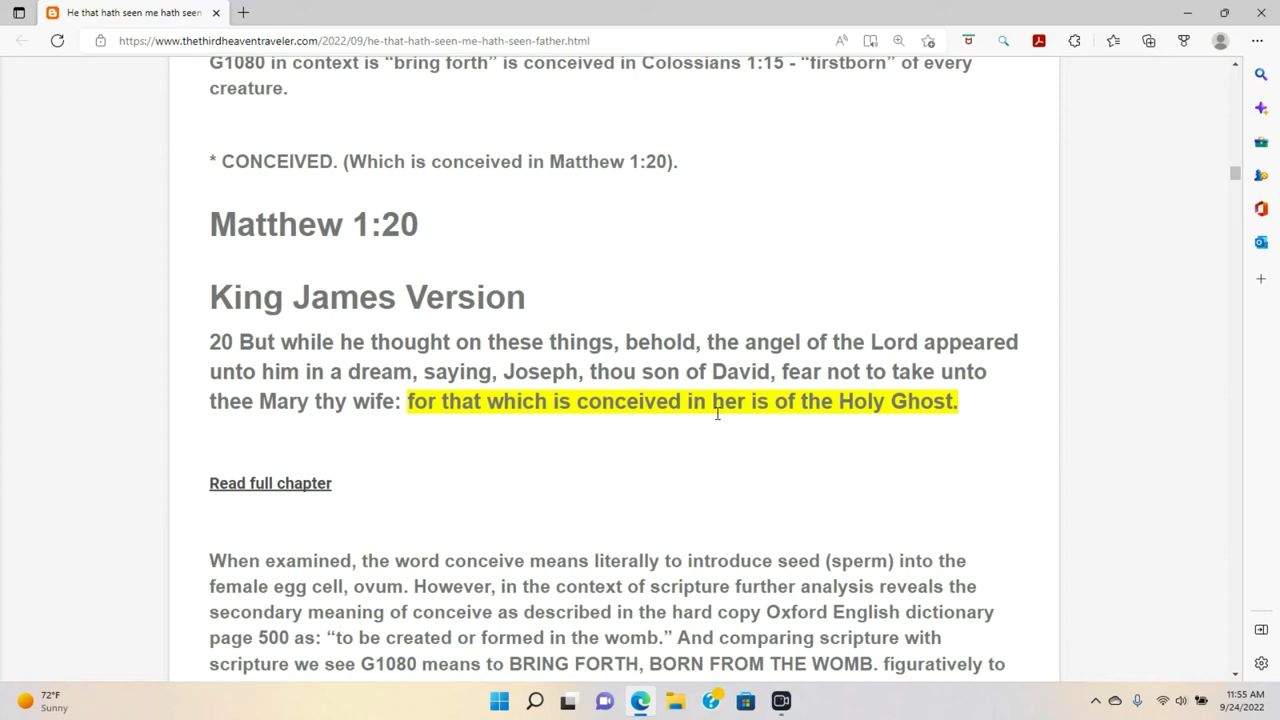 He that hath seen me hath seen
https://www.thethirdheaventraveler.com/2022/09/he-that-hath-seen-me-hath-seen-father.html
G1080 in context is “bring forth” is conceived in Colossians 1:15 - “firstborn” of every
creature.
* CONCEIVED. (Which is conceived in Matthew 1:20).
Matthew 1:20
King James Version
20 But while he thought on these things, behold, the angel of the Lord appeared
unto him in a dream, saying, Joseph, thou son of David, fear not to take unto
thee Mary thy wife: for that which is conceived in her is of the Holy Ghost.
Read full chapter
When examined, the word conceive means literally to introduce seed (sperm) into the
female egg cell, ovum. However, in the context of scripture further analysis reveals the
secondary meaning of conceive as described in the hard copy Oxford English dictionary
page 500 as: “to be created or formed in the womb.” And comparing scripture with
scripture we see G1080 means to BRING FORTH, BORN FROM THE WOMB. figuratively to
72°F
Sunny
11:55 AM
9/24/2022